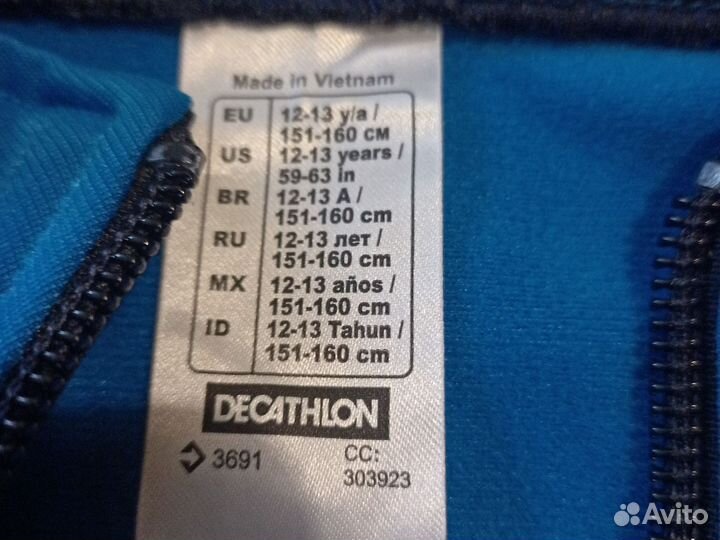 Made in Vietnam
EU 12-13 y/a /
151-160 CM
US 12-13 years /
59-63 in
BR 12-13 A /
151-160 cm
RU 12-13 лет /
151-160 cm
MX 12-13 años /
151-160 cm
ID 12-13 Tahun /
151-160 cm
DECATHLON
3691 CC:
303923
Avito